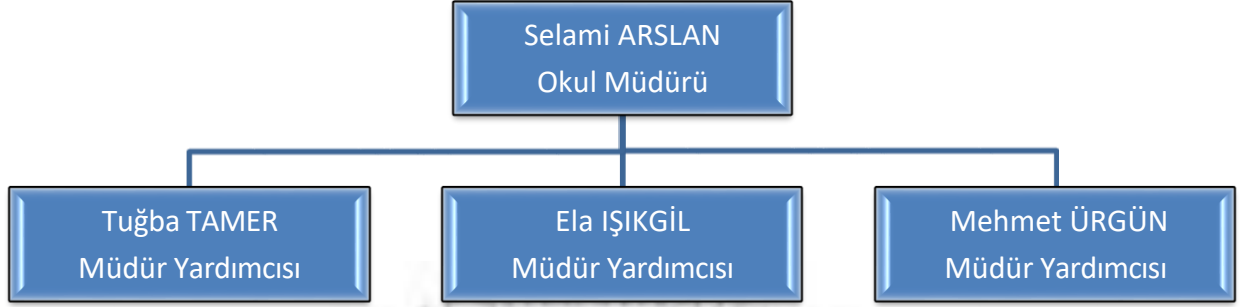 Selami ARSLAN
Okul Müdürü
Tuğba TAMER
Müdür Yardımcısı
Ela IŞIKGİL
Müdür Yardımcısı
Mehmet ÜRGÜN
Müdür Yardımcısı